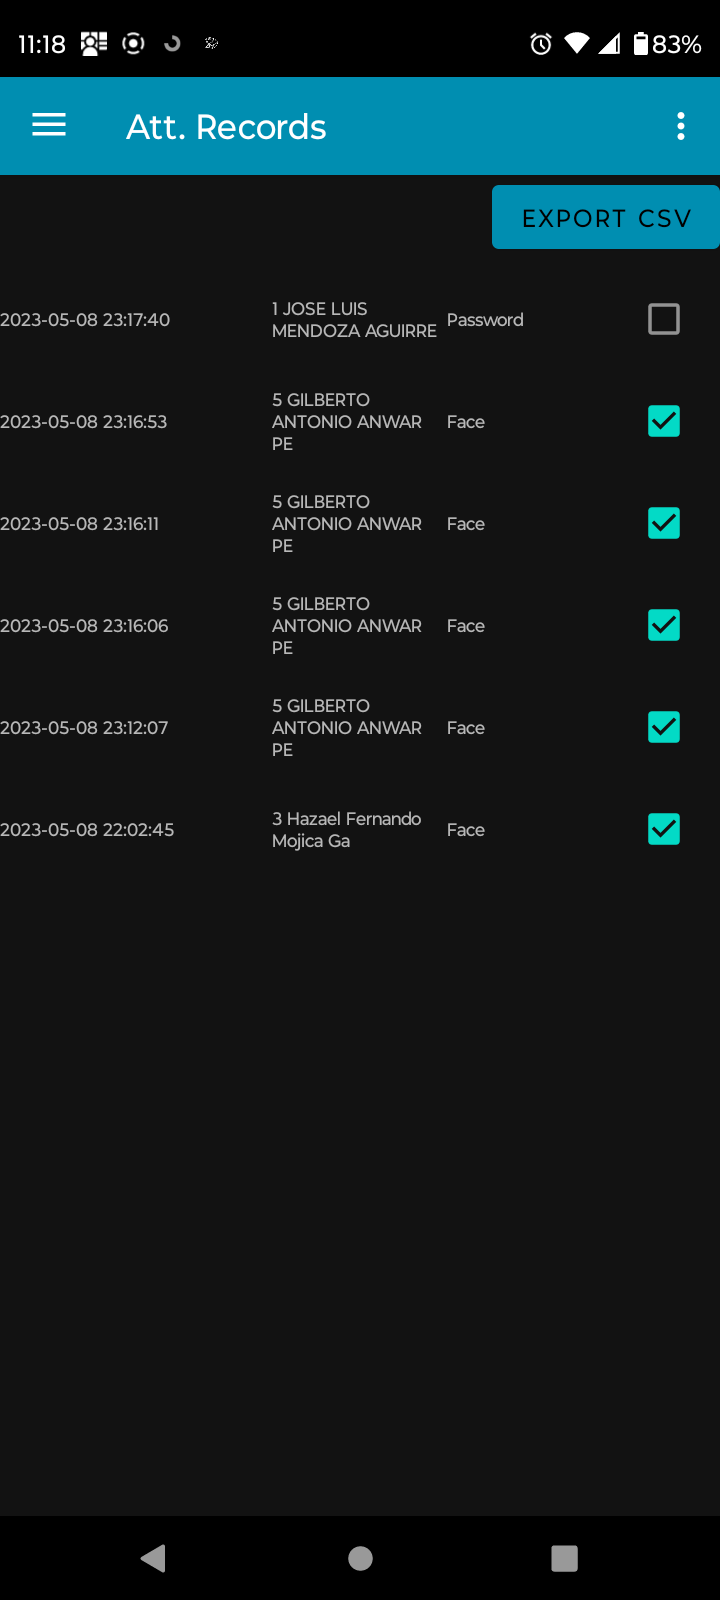 11:18
83%
Att. Records
EXPORT CSV
2023-05-08 23:17:40
1 JOSE LUIS
MENDOZA AGUIRRE
Password
2023-05-08 23:16:53
5 GILBERTO
ANTONIO ANWAR
PE
Face
2023-05-08 23:16:11
5 GILBERTO
ANTONIO ANWAR
PE
Face
2023-05-08 23:16:06
5 GILBERTO
ANTONIO ANWAR
PE
Face
2023-05-08 23:12:07
5 GILBERTO
ANTONIO ANWAR
PE
Face
2023-05-08 22:02:45
3 Hazael Fernando
Mojica Ga
Face